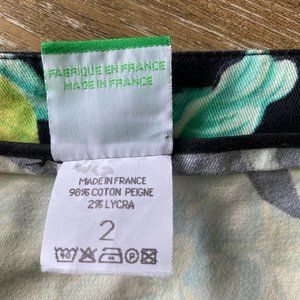 FABRIQUE EN FRANCE
MADE IN FRANCE
MADE IN FRANCE
98% COTON PEIGNE
2% LYCRA
2